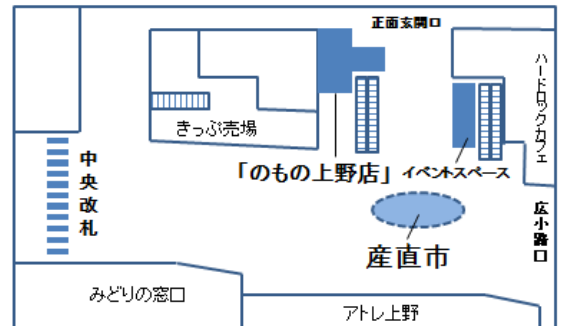 正面玄関口
ハードロックカフェ
きっぷ売場
中央改札
「のもの上野店」
イベントスペース
広小路口
産直市
みどりの窓口
アトレ上野